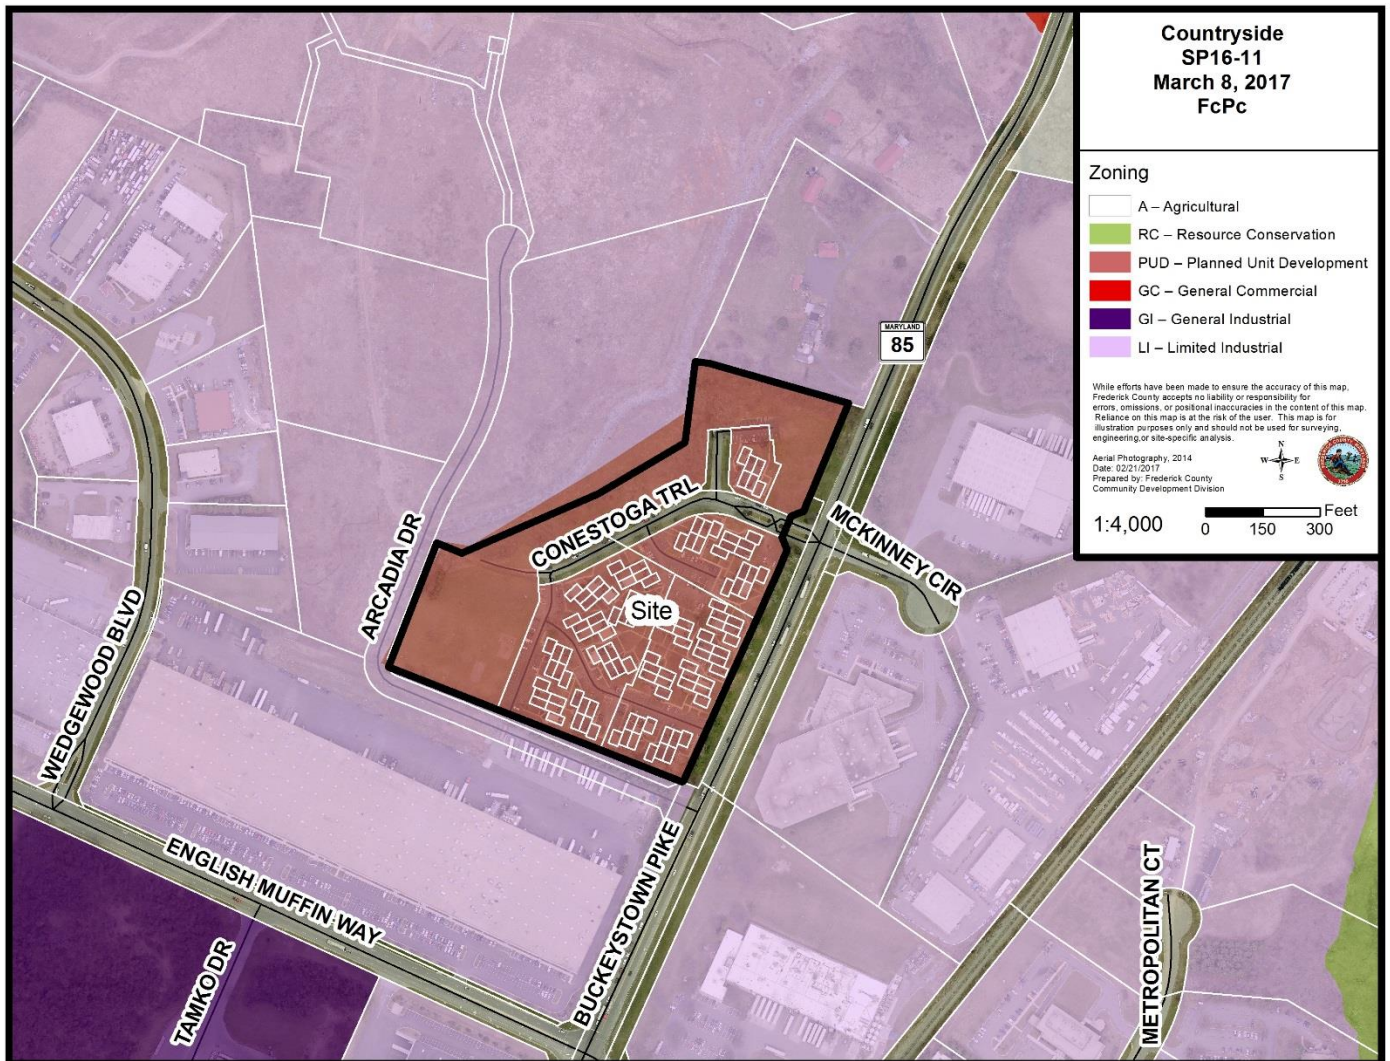 Countryside
SP16-11
March 8, 2017
FcPc
Zoning
A – Agricultural
RC – Resource Conservation
PUD – Planned Unit Development
GC – General Commercial
GI – General Industrial
LI – Limited Industrial
While efforts have been made to ensure the accuracy of this map,
Frederick County accepts no liability or responsibility for
errors, omissions, or positional inaccuracies in the content of this map.
Reliance on this map is at the risk of the user. This map is for
illustration purposes only and should not be used for surveying,
engineering,or site-specific analysis.
Aerial Photography, 2014
Date: 02/21/2017
Prepared by: Frederick County
Community Development Division
N
W E
S
1:4,000
Feet
0 150 300
MARYLAND
85
CONESTOGA TRL
MCKINNEY CIR
ARCADIA DR
Site
WEDGEWOOD BLVD
ENGLISH MUFFIN WAY
BUCKEYSTOWN PIKE
TAMKO DR
METROPOLITAN CT